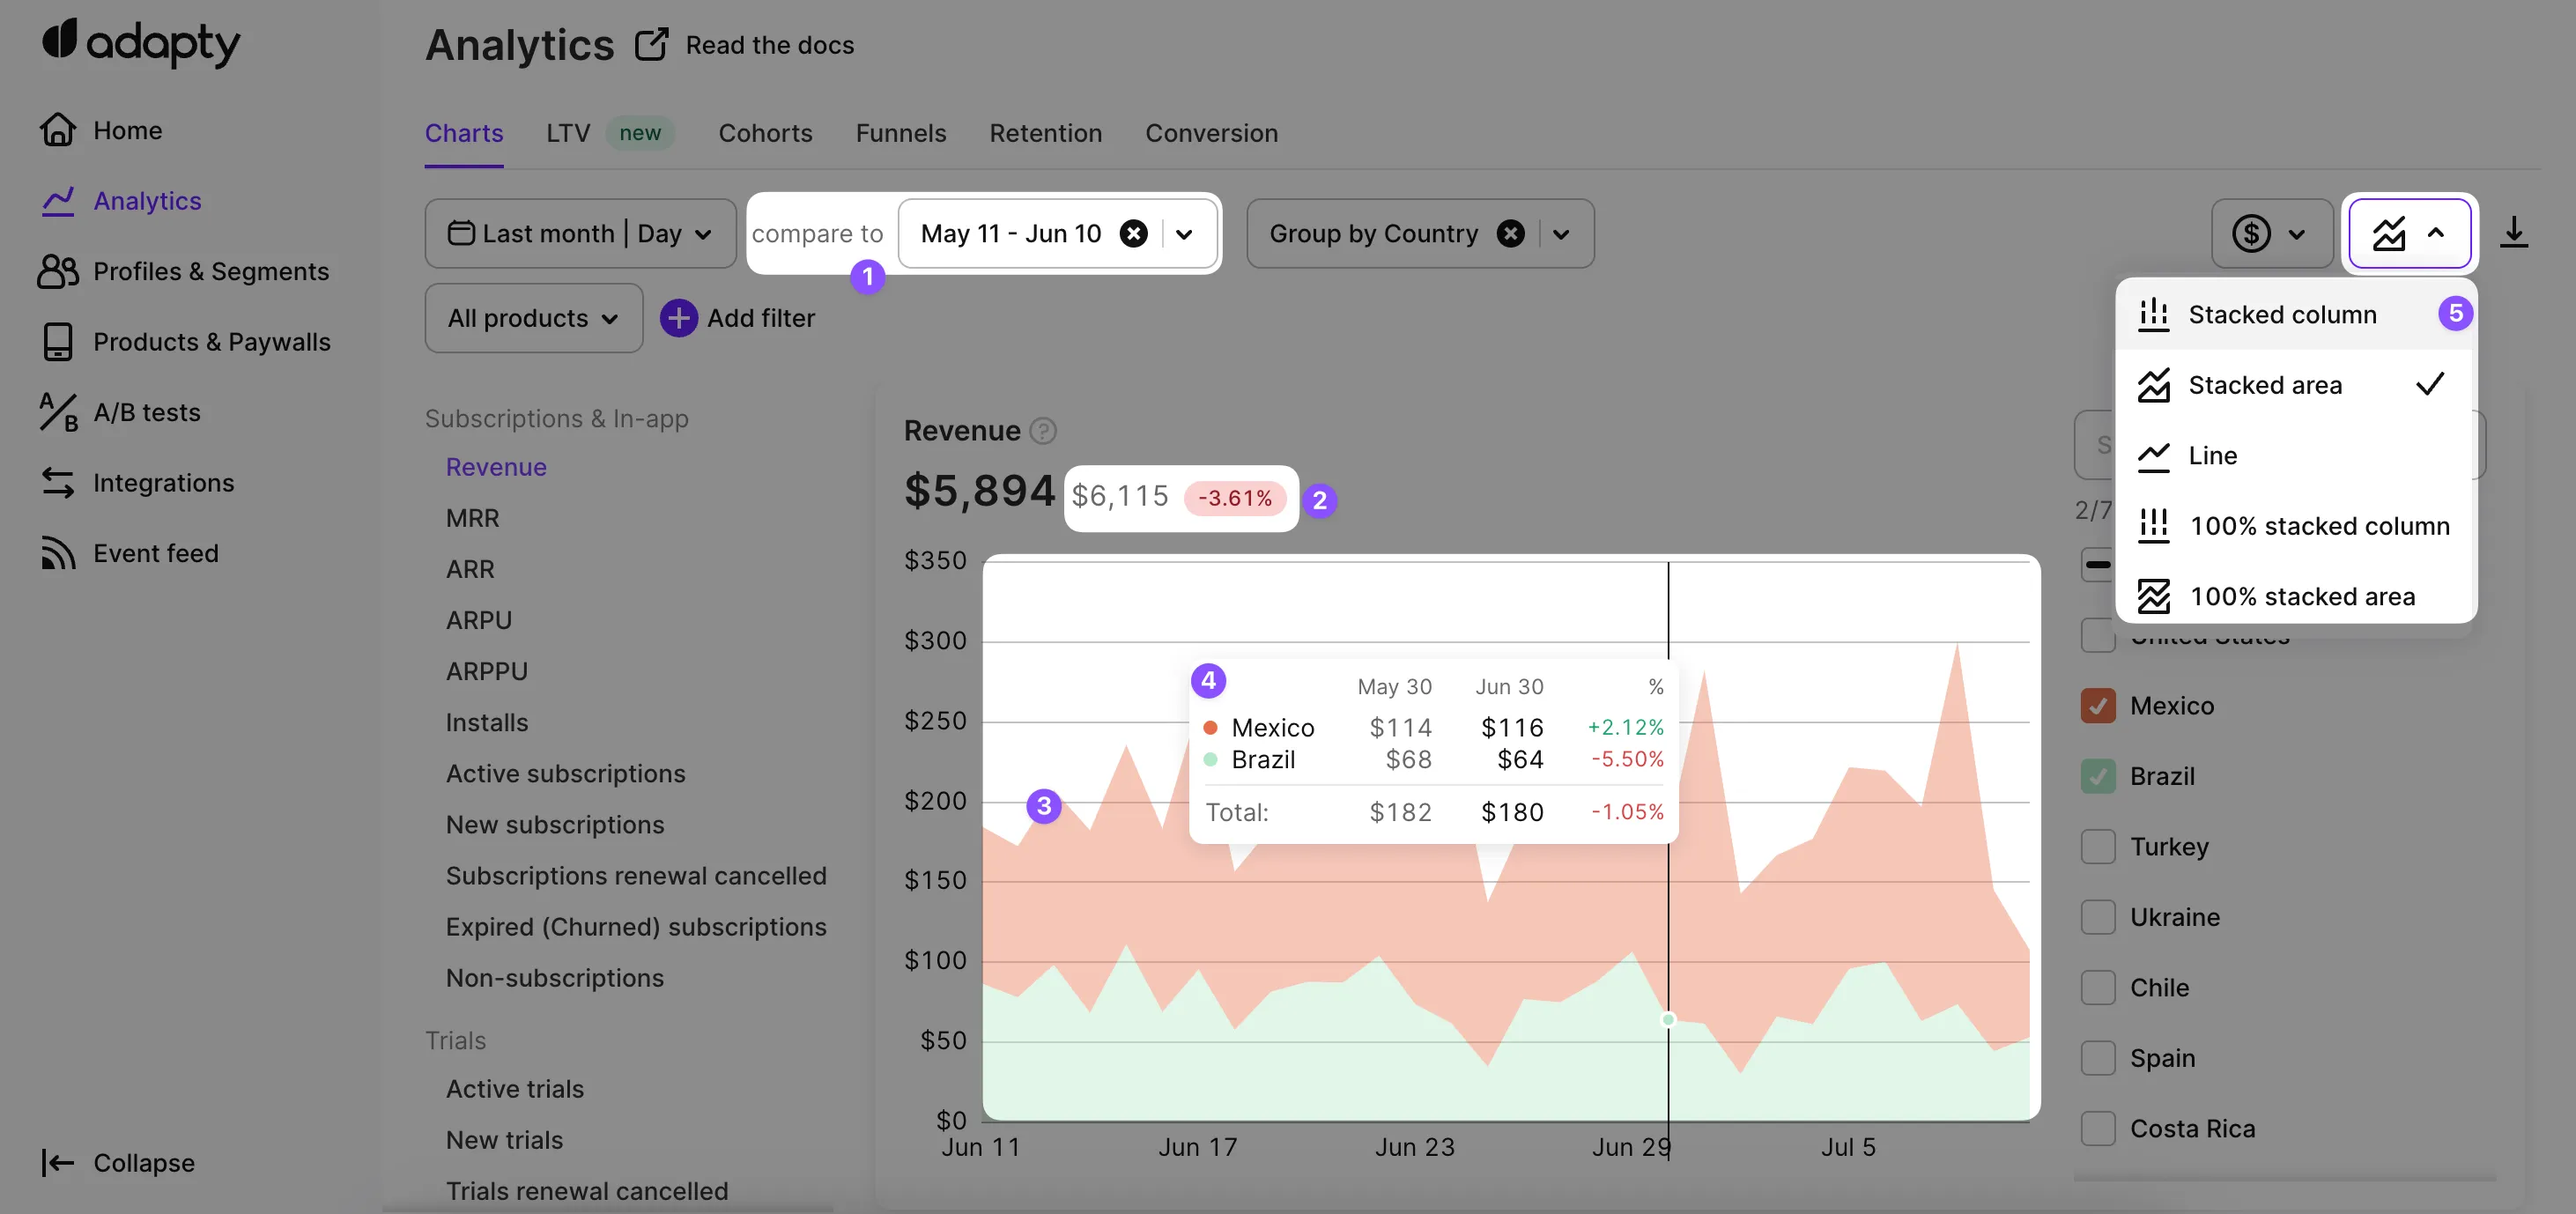 adapty
Home
Analytics
Profiles & Segments
Products & Paywalls
A/B tests
Integrations
Event feed
Collapse
Analytics Read the docs
Charts LTV new Cohorts Funnels Retention Conversion
Last month | Day compare to May 11 - Jun 10 Group by Country $
1
All products Add filter
Stacked column 5
Stacked area
Line
100% stacked column
100% stacked area
Subscriptions & In-app
Revenue
MRR
ARR
ARPU
ARPPU
Installs
Active subscriptions
New subscriptions
Subscriptions renewal cancelled
Expired (Churned) subscriptions
Non-subscriptions
Trials
Active trials
New trials
Trials renewal cancelled
Revenue ?
$5,894 $6,115 -3.61% 2
$350
$300
$250
$200
$150
$100
$50
$0
Jun 11 Jun 17 Jun 23 Jun 29 Jul 5
3
4 May 30 Jun 30 %
Mexico $114 $116 +2.12%
Brazil $68 $64 -5.50%
Total: $182 $180 -1.05%
S
2/7
United States
Mexico
Brazil
Turkey
Ukraine
Chile
Spain
Costa Rica